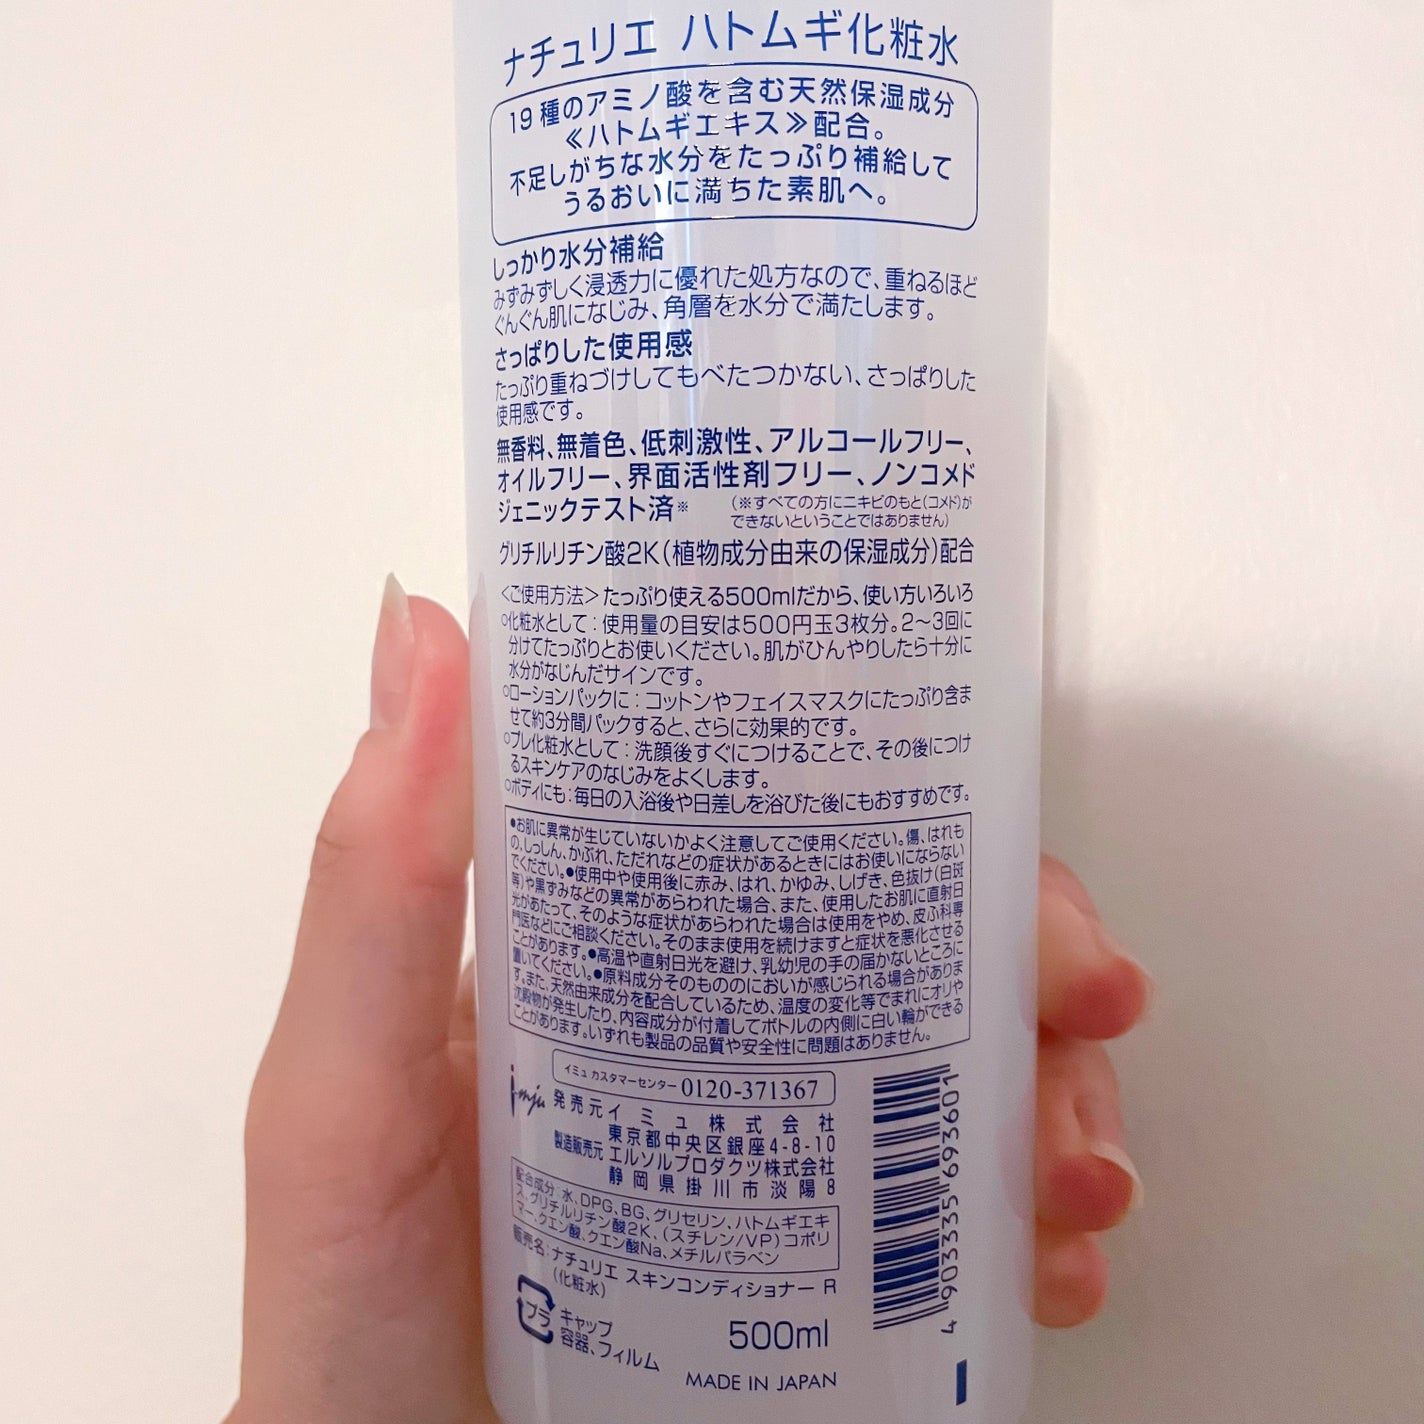 ナチュリエ ハトムギ化粧水
19種のアミノ酸を含む天然保湿成分
≪ハトムギエキス≫配合。
不足しがちな水分をたっぷり補給して
うるおいに満ちた素肌へ。
しっかり水分補給
みずみずしく浸透力に優れた処方なので、重ねるほど
ぐんぐん肌になじみ、角層を水分で満たします。
さっぱりした使用感
たっぷり重ねづけしてもべたつかない、さっぱりした
使用感です。
無香料、無着色、低刺激性、アルコールフリー、
オイルフリー、界面活性剤フリー、ノンコメド
ジェニックテスト済※
(※すべての方にニキビのもと(コメド)が
できないということではありません)
グリチルリチン酸2K(植物成分由来の保湿成分)配合
<ご使用方法>たっぷり使える500mlだから、使い方いろいろ
○化粧水として:使用量の目安は500円玉3枚分。2～3回に
分けてたっぷりとお使いください。肌がひんやりしたら十分に
水分がなじんだサインです。
○ローションパックに:コットンやフェイスマスクにたっぷり含ま
せて約3分間パックすると、さらに効果的です。
○プレ化粧水として:洗顔後すぐにつけることで、その後につけ
るスキンケアのなじみをよくします。
○ボディにも:毎日の入浴後や日差しを浴びた後にもおすすめです。
●お肌に異常が生じていないかよく注意してご使用ください。傷、はれも
の、しっしん、かぶれ、ただれなどの症状があるときにはお使いにならない
でください。●使用中や使用後に赤み、はれ、かゆみ、しげき、色抜け(白斑
等)や黒ずみなどの異常があらわれた場合、また、使用したお肌に直射日
光があたって、そのような症状があらわれた場合は使用をやめ、皮ふ科専
門医などにご相談ください。そのまま使用を続けますと症状を悪化させる
ことがあります。●高温や直射日光を避け、乳幼児の手の届かないところに
置いてください。●原料成分そのもののにおいが感じられる場合がありま
す。また、天然由来成分を配合しているため、温度の変化等でまれにオリや
沈殿物が発生したり、内容成分が付着してボトルの内側に白い輪ができる
ことがあります。いずれも製品の品質や安全性に問題はありません。
イミュ カスタマーセンター 0120-371367
imju
発売元 イミュ株式会社
東京都中央区銀座4-8-10
製造販売元 エルソルプロダクツ株式会社
静岡県掛川市淡陽8
配合成分:水、DPG、BG、グリセリン、ハトムギエキ
ス、グリチルリチン酸2K、(スチレン/VP)コポリ
マー、クエン酸、クエン酸Na、メチルパラベン
販売名:ナチュリエ スキンコンディショナー R
(化粧水)
プラ
キャップ
容器、フィルム
500ml
MADE IN JAPAN
4 903335 693601